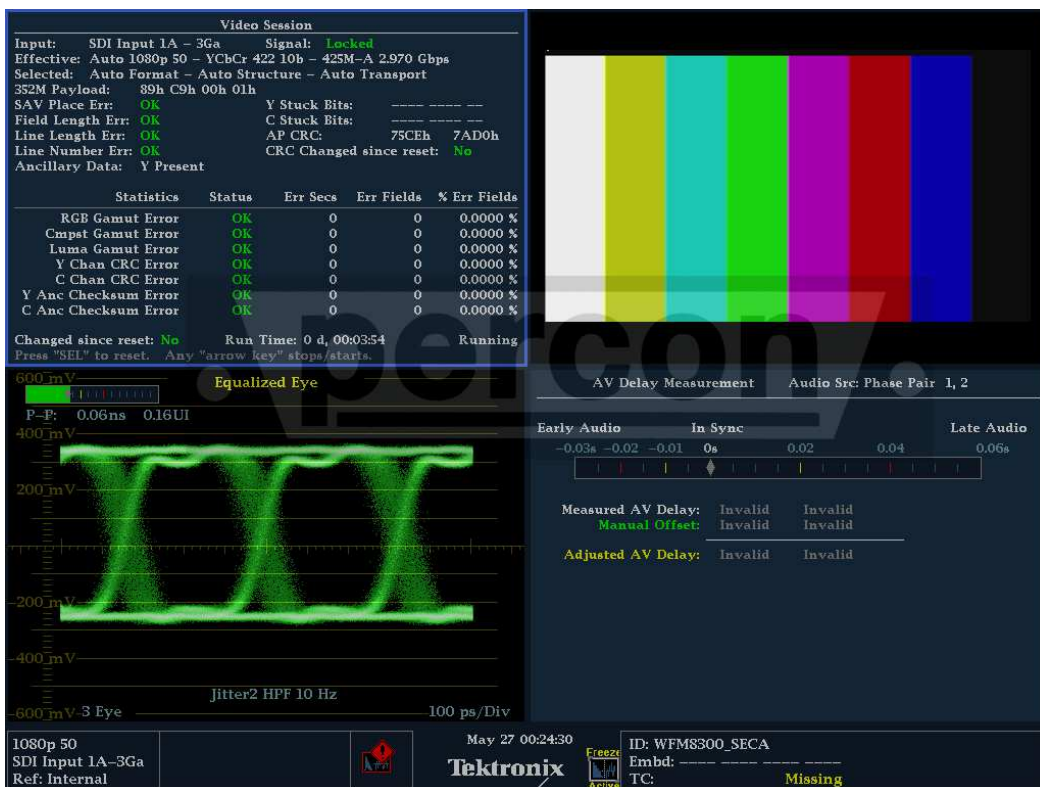 Video Session
Input: SDI Input 1A – 3Ga Signal: Locked
Effective: Auto 1080p 50 – YCbCr 422 10b – 425M–A 2.970 Gbps
Selected: Auto Format – Auto Structure – Auto Transport
352M Payload: 89h C9h 00h 01h
SAV Place Err: OK Y Stuck Bits: ---- ---- --
Field Length Err: OK C Stuck Bits: ---- ---- --
Line Length Err: OK AP CRC: 75CEh 7AD0h
Line Number Err: OK CRC Changed since reset: No
Ancillary Data: Y Present
Statistics Status Err Secs Err Fields % Err Fields
RGB Gamut Error OK 0 0 0.0000 %
Cmpst Gamut Error OK 0 0 0.0000 %
Luma Gamut Error OK 0 0 0.0000 %
Y Chan CRC Error OK 0 0 0.0000 %
C Chan CRC Error OK 0 0 0.0000 %
Y Anc Checksum Error OK 0 0 0.0000 %
C Anc Checksum Error OK 0 0 0.0000 %
Changed since reset: No Run Time: 0 d, 00:03:54 Running
Press "SEL" to reset. Any "arrow key" stops/starts.
percon
600 mV
Equalized Eye
P–P: 0.06ns 0.16UI
400 mV
200 mV
-200 mV
-400 mV
Jitter2 HPF 10 Hz
-600 mV 3 Eye 100 ps/Div
AV Delay Measurement Audio Src: Phase Pair 1, 2
Early Audio In Sync Late Audio
-0.03s -0.02 -0.01 0s 0.02 0.04 0.06s
Measured AV Delay: Invalid Invalid
Manual Offset: Invalid Invalid
Adjusted AV Delay: Invalid Invalid
1080p 50
SDI Input 1A–3Ga
Ref: Internal
May 27 00:24:30
Tektronix
Freeze
Active
ID: WFM8300_SECA
Embd: ---- ---- ---- ----
TC: Missing